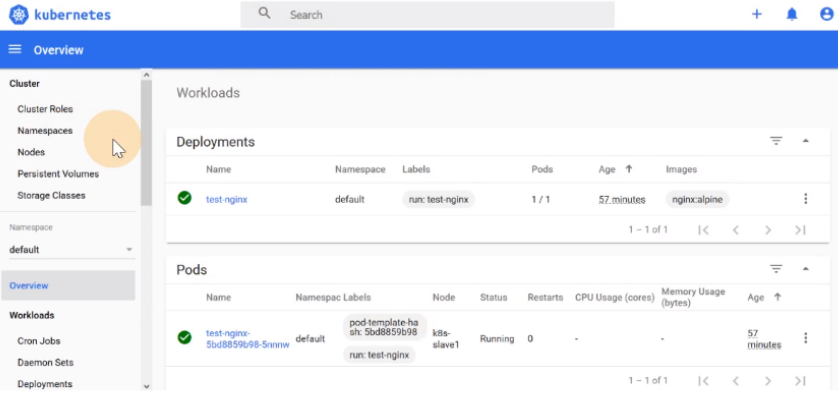 kubernetes
Search
Overview
Cluster
Cluster Roles
Namespaces
Nodes
Persistent Volumes
Storage Classes
Namespace
default
Overview
Workloads
Cron Jobs
Daemon Sets
Deployments
Workloads
Deployments
Name Namespace Labels Pods Age Images
test-nginx default run: test-nginx 1 / 1 57 minutes nginx:alpine
1 – 1 of 1
Pods
Name Namespac Labels Node Status Restarts CPU Usage (cores) Memory Usage
(bytes) Age
test-nginx-
5bd8859b98-5nnnw
default
pod-template-ha
sh: 5bd8859b98
run: test-nginx
k8s-
slave1
Running 0 - -
57
minutes
1 – 1 of 1